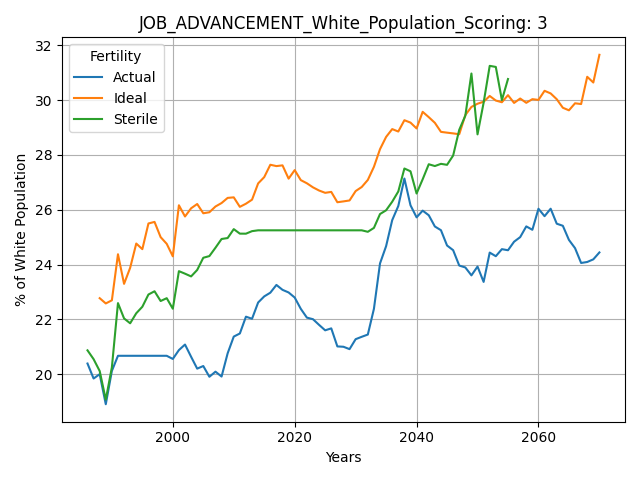 JOB_ADVANCEMENT_White_Population_Scoring: 3
Fertility
Actual
Ideal
Sterile
% of White Population
32
30
28
26
24
22
20
2000 2020 2040 2060
Years